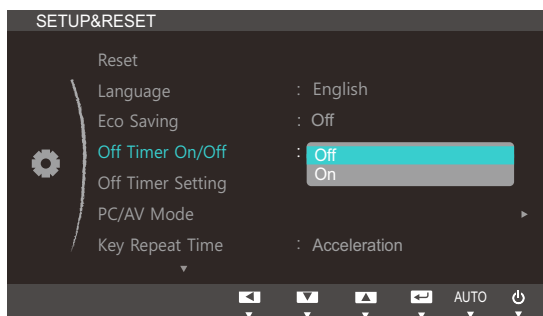 SETUP&RESET
Reset
Language : English
Eco Saving : Off
Off Timer On/Off : Off
On
Off Timer Setting
PC/AV Mode
Key Repeat Time : Acceleration
AUTO